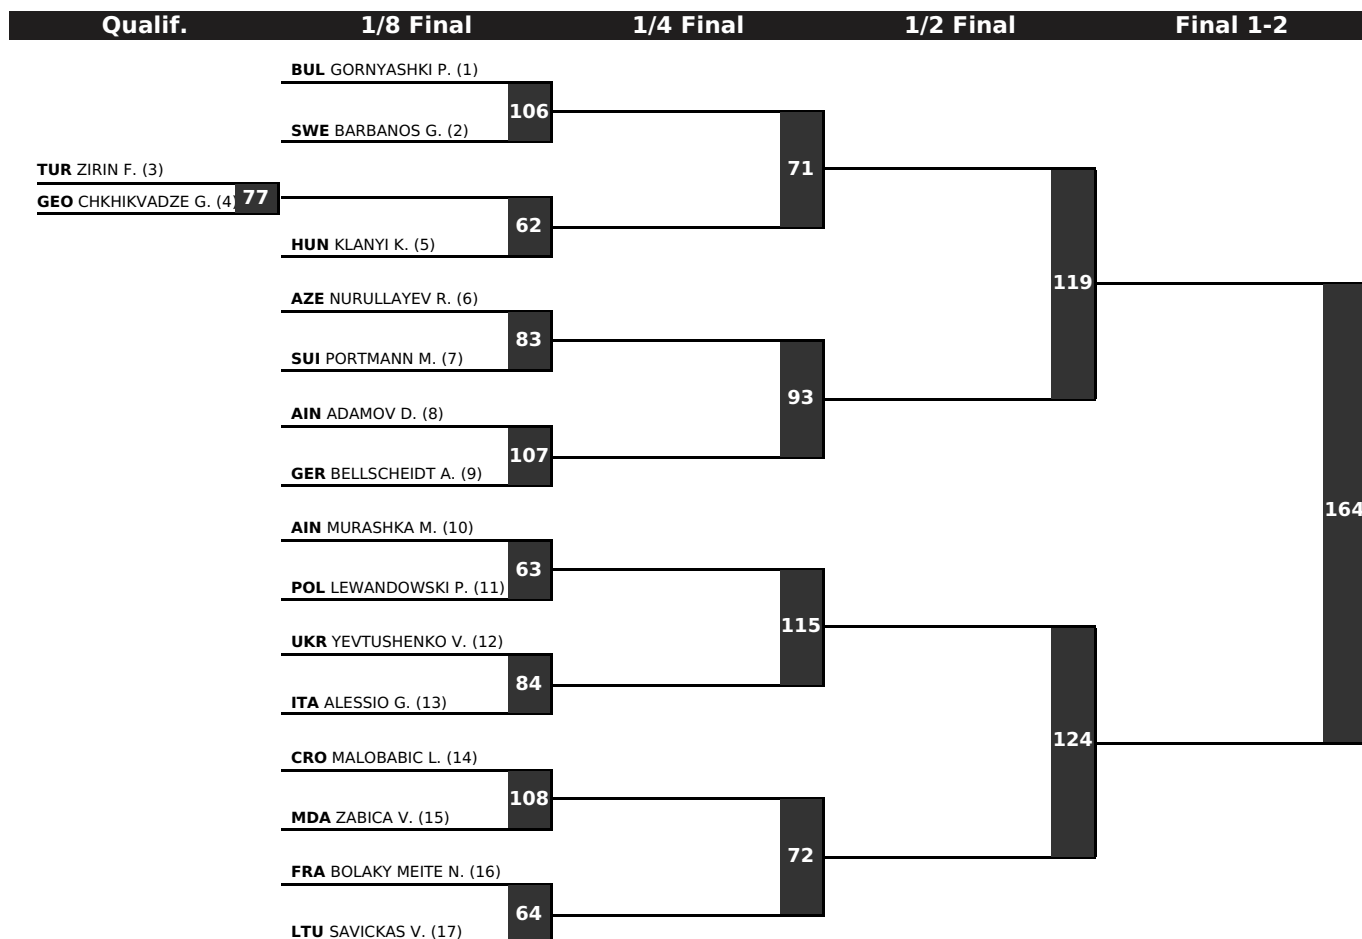 Qualif. 1/8 Final 1/4 Final 1/2 Final Final 1-2
BUL GORNYASHKI P. (1)
106
SWE BARBANOS G. (2)
TUR ZIRIN F. (3)
71
GEO CHKHIKVADZE G. (4) 77
62
HUN KLANYI K. (5)
119
AZE NURULLAYEV R. (6)
83
SUI PORTMANN M. (7)
93
AIN ADAMOV D. (8)
107
GER BELLSCHEIDT A. (9)
164
AIN MURASHKA M. (10)
63
POL LEWANDOWSKI P. (11)
115
UKR YEVTUSHENKO V. (12)
84
ITA ALESSIO G. (13)
124
CRO MALOBABIC L. (14)
108
MDA ZABICA V. (15)
72
FRA BOLAKY MEITE N. (16)
64
LTU SAVICKAS V. (17)